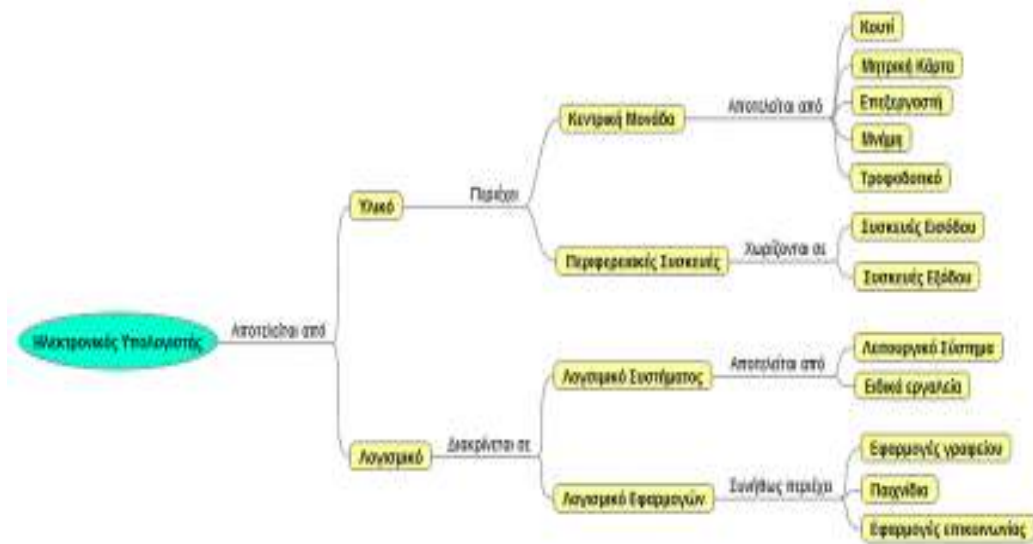 Κουτί
Μητρική Κάρτα
Αποτελείται από
Κεντρική Μονάδα
Επεξεργαστή
Μνήμη
Τροφοδοτικό
Υλικό
Περιέχει
Συσκευές Εισόδου
Χωρίζονται σε
Περιφερειακές Συσκευές
Συσκευές Εξόδου
Ηλεκτρονικός Υπολογιστής
Αποτελείται από
Λειτουργικό Σύστημα
Λογισμικό Συστήματος
Αποτελείται από
Ειδικά εργαλεία
Λογισμικό
Διακρίνεται σε
Εφαρμογές γραφείου
Λογισμικό Εφαρμογών
Συνήθως περιέχει
Παιχνίδια
Εφαρμογές επικοινωνίας